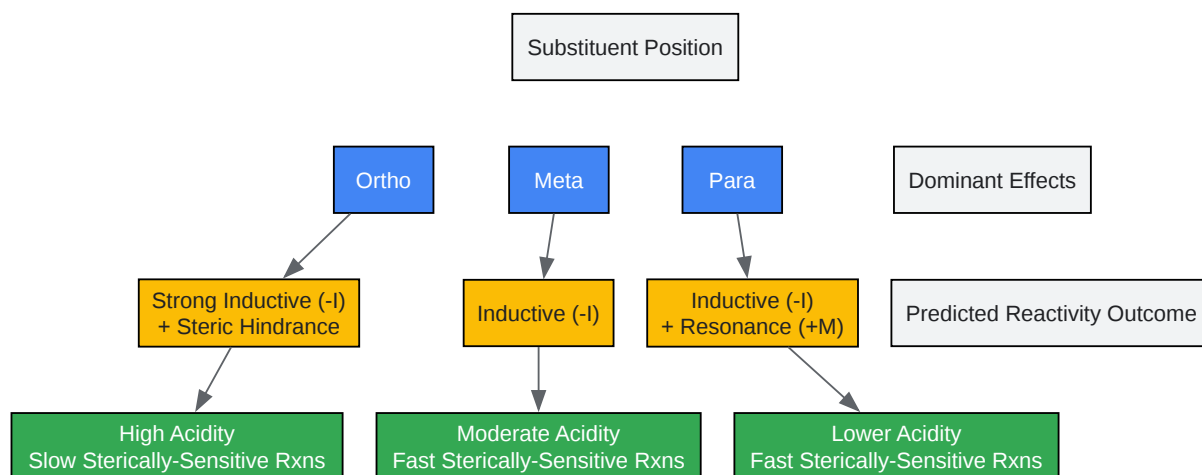 Substituent Position
Ortho
Meta
Para
Dominant Effects
Strong Inductive (-I)
+ Steric Hindrance
Inductive (-I)
Inductive (-I)
+ Resonance (+M)
Predicted Reactivity Outcome
High Acidity
Slow Sterically-Sensitive Rxns
Moderate Acidity
Fast Sterically-Sensitive Rxns
Lower Acidity
Fast Sterically-Sensitive Rxns